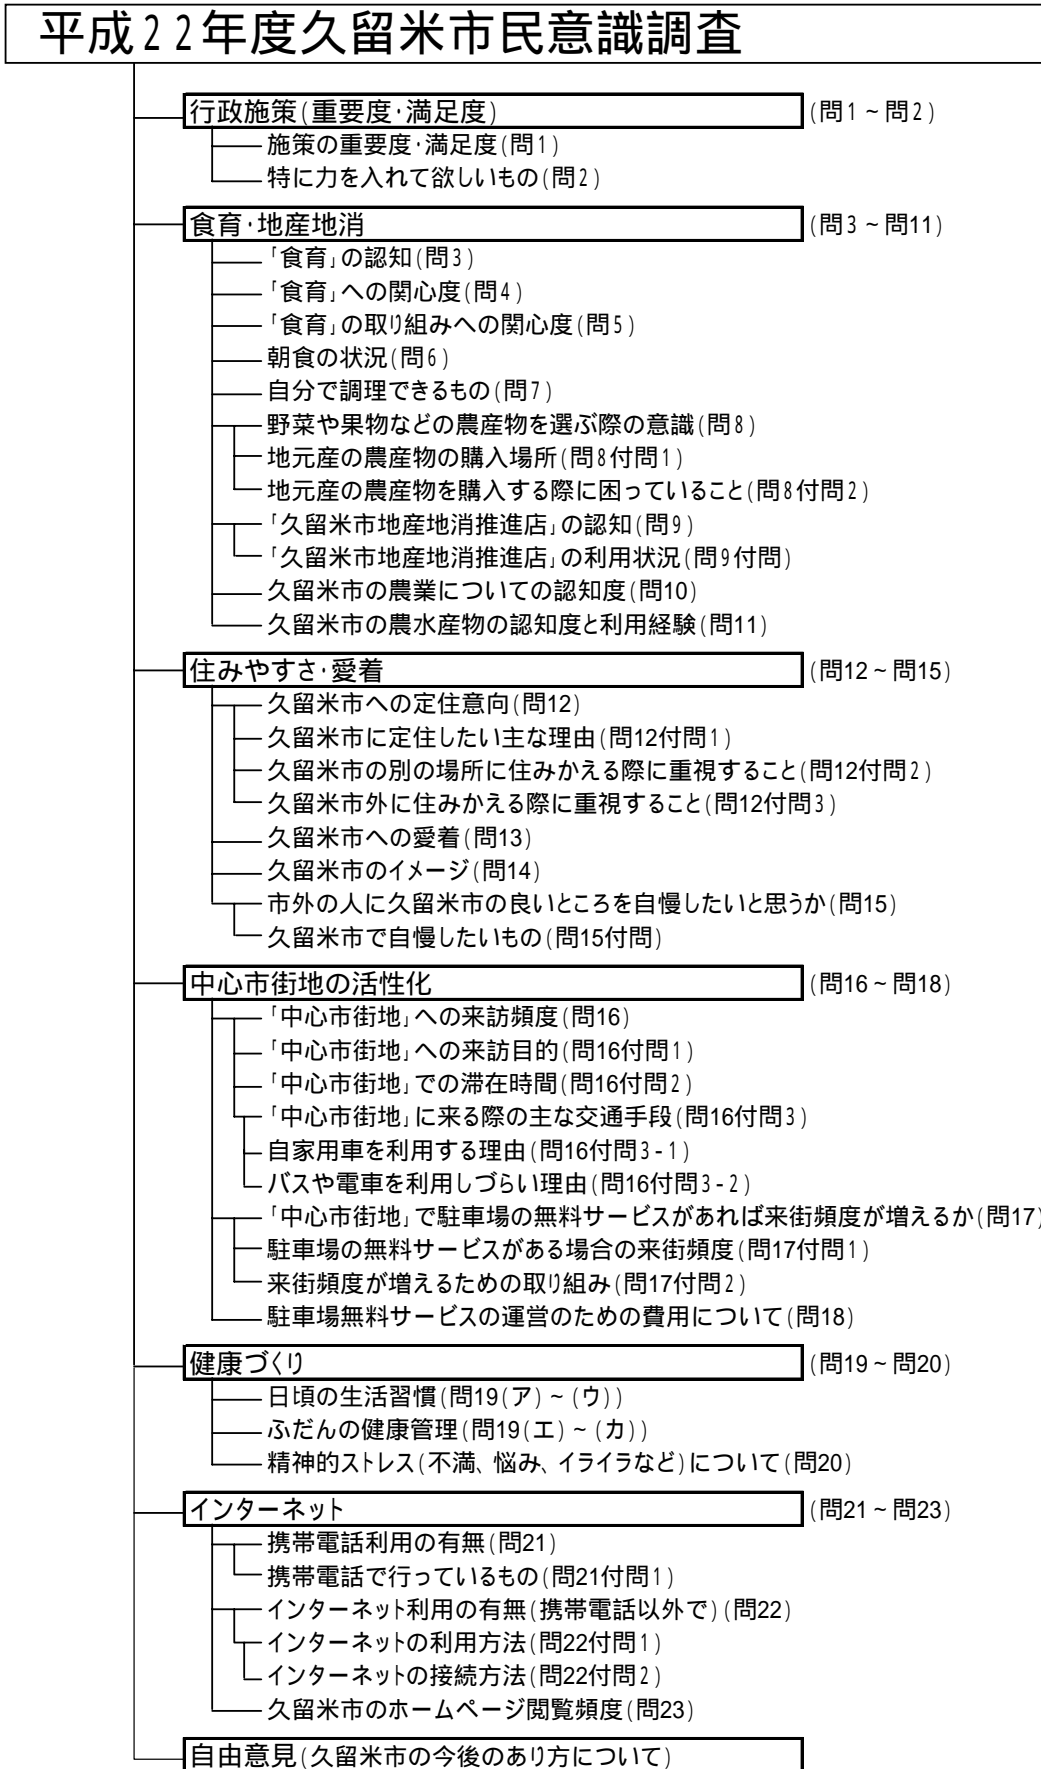 平成22年度久留米市民意識調査
行政施策(重要度･満足度) (問1～問2)
施策の重要度･満足度(問1)
特に力を入れて欲しいもの(問2)
食育･地産地消 (問3～問11)
｢食育｣の認知(問3)
｢食育｣への関心度(問4)
｢食育｣の取り組みへの関心度(問5)
朝食の状況(問6)
自分で調理できるもの(問7)
野菜や果物などの農産物を選ぶ際の意識(問8)
地元産の農産物の購入場所(問8付問1)
地元産の農産物を購入する際に困っていること(問8付問2)
｢久留米市地産地消推進店｣の認知(問9)
｢久留米市地産地消推進店｣の利用状況(問9付問)
久留米市の農業についての認知度(問10)
久留米市の農水産物の認知度と利用経験(問11)
住みやすさ･愛着 (問12～問15)
久留米市への定住意向(問12)
久留米市に定住したい主な理由(問12付問1)
久留米市の別の場所に住みかえる際に重視すること(問12付問2)
久留米市外に住みかえる際に重視すること(問12付問3)
久留米市への愛着(問13)
久留米市のイメージ(問14)
市外の人に久留米市の良いところを自慢したいと思うか(問15)
久留米市で自慢したいもの(問15付問)
中心市街地の活性化 (問16～問18)
｢中心市街地｣への来訪頻度(問16)
｢中心市街地｣への来訪目的(問16付問1)
｢中心市街地｣での滞在時間(問16付問2)
｢中心市街地｣に来る際の主な交通手段(問16付問3)
自家用車を利用する理由(問16付問3-1)
バスや電車を利用しづらい理由(問16付問3-2)
｢中心市街地｣で駐車場の無料サービスがあれば来街頻度が増えるか(問17)
駐車場の無料サービスがある場合の来街頻度(問17付問1)
来街頻度が増えるための取り組み(問17付問2)
駐車場無料サービスの運営のための費用について(問18)
健康づくり (問19～問20)
日頃の生活習慣(問19(ア)～(ウ))
ふだんの健康管理(問19(エ)～(カ))
精神的ストレス(不満、悩み、イライラなど)について(問20)
インターネット (問21～問23)
携帯電話利用の有無(問21)
携帯電話で行っているもの(問21付問1)
インターネット利用の有無(携帯電話以外で)(問22)
インターネットの利用方法(問22付問1)
インターネットの接続方法(問22付問2)
久留米市のホームページ閲覧頻度(問23)
自由意見(久留米市の今後のあり方について)